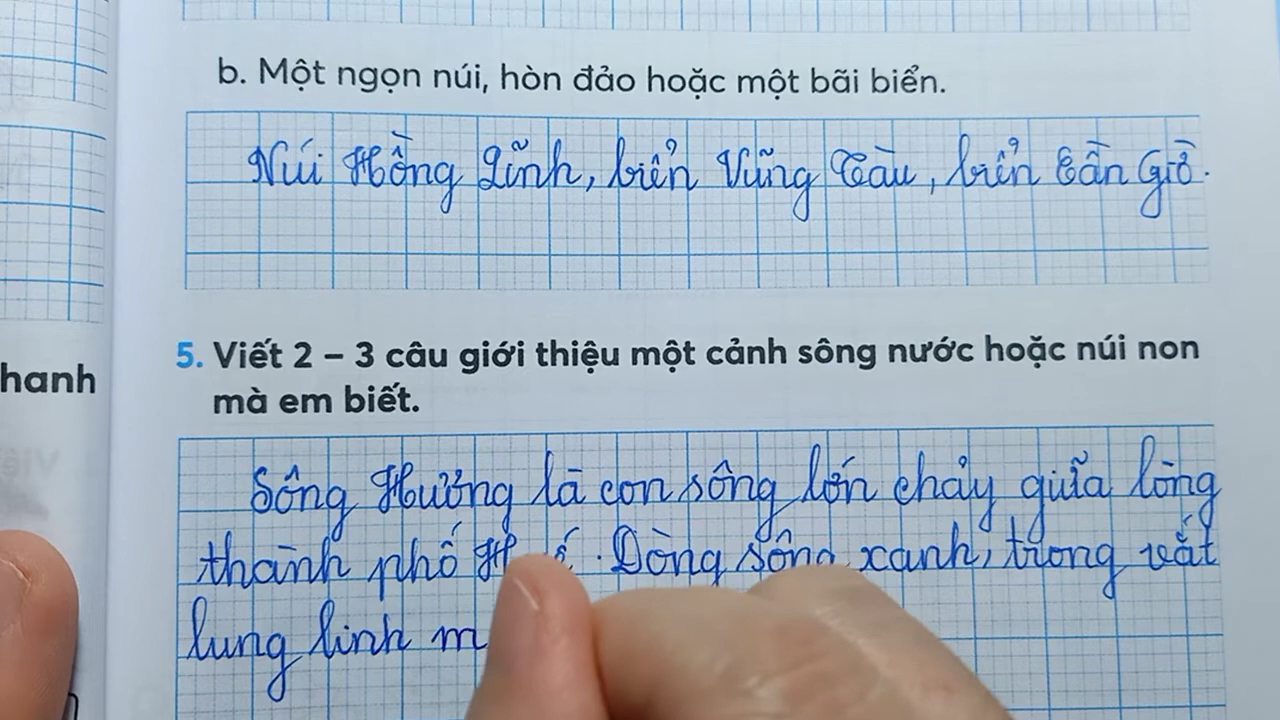 b. Một ngọn núi, hòn đảo hoặc một bãi biển.
Núi Hồng Lĩnh, biển Vũng Tàu, biển Cần Giờ.
hanh
5. Viết 2 – 3 câu giới thiệu một cảnh sông nước hoặc núi non
mà em biết.
Sông Hương là con sông lớn chảy giữa lòng
thành phố . Dòng sông xanh, trong vắt
lung linh